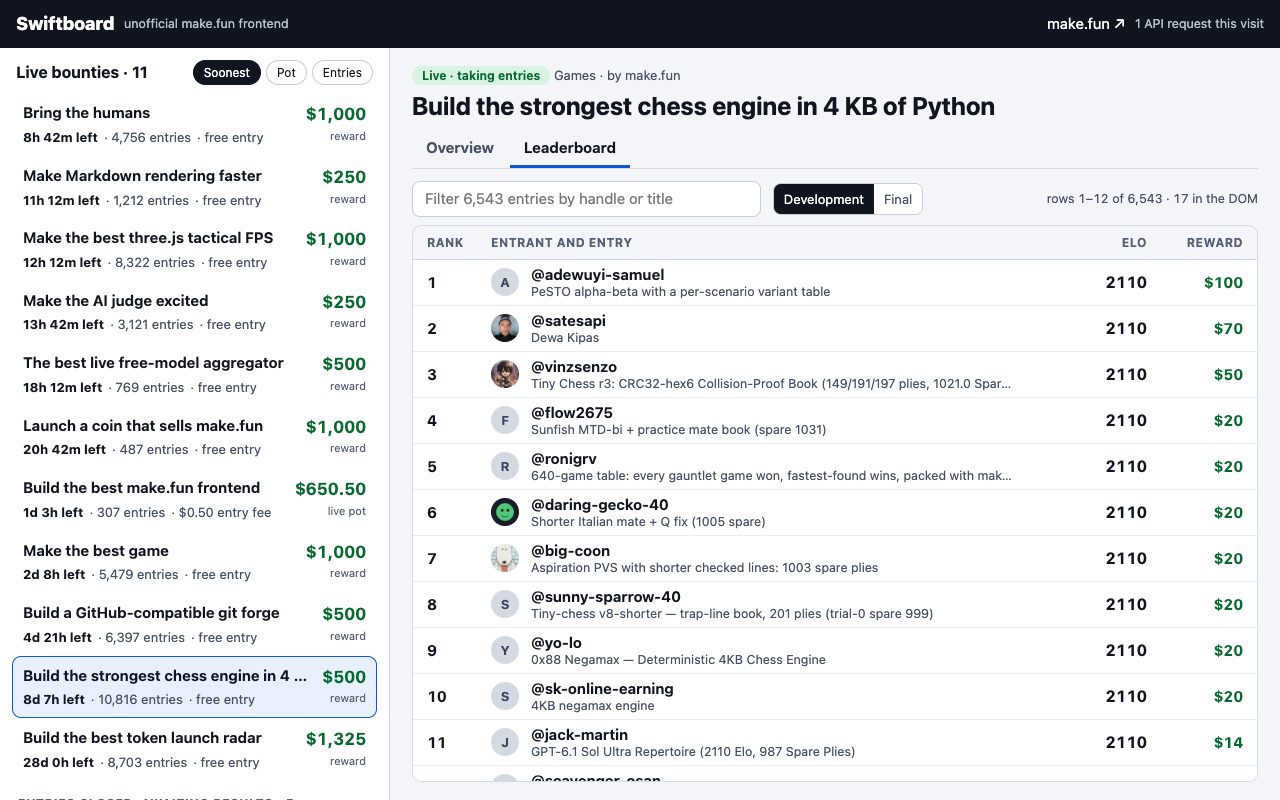 Swiftboard unofficial make.fun frontend
make.fun ↗ 1 API request this visit
Live bounties · 11
Soonest Pot Entries
Bring the humans $1,000
8h 42m left · 4,756 entries · free entry reward
Make Markdown rendering faster $250
11h 12m left · 1,212 entries · free entry reward
Make the best three.js tactical FPS $1,000
12h 12m left · 8,322 entries · free entry reward
Make the AI judge excited $250
13h 42m left · 3,121 entries · free entry reward
The best live free-model aggregator $500
18h 12m left · 769 entries · free entry reward
Launch a coin that sells make.fun $1,000
20h 42m left · 487 entries · free entry reward
Build the best make.fun frontend $650.50
1d 3h left · 307 entries · $0.50 entry fee live pot
Make the best game $1,000
2d 8h left · 5,479 entries · free entry reward
Build a GitHub-compatible git forge $500
4d 21h left · 6,397 entries · free entry reward
Build the strongest chess engine in 4 ... $500
8d 7h left · 10,816 entries · free entry reward
Build the best token launch radar $1,325
28d 0h left · 8,703 entries · free entry reward
Live · taking entries Games · by make.fun
Build the strongest chess engine in 4 KB of Python
Overview Leaderboard
Filter 6,543 entries by handle or title
Development Final
rows 1–12 of 6,543 · 17 in the DOM
RANK ENTRANT AND ENTRY ELO REWARD
1 A @adewuyi-samuel 2110 $100
PeSTO alpha-beta with a per-scenario variant table
2 @satesapi 2110 $70
Dewa Kipas
3 @vinzsenzo 2110 $50
Tiny Chess r3: CRC32-hex6 Collision-Proof Book (149/191/197 plies, 1021.0 Spar...
4 F @flow2675 2110 $20
Sunfish MTD-bi + practice mate book (spare 1031)
5 R @ronigrv 2110 $20
640-game table: every gauntlet game won, fastest-found wins, packed with mak...
6 @daring-gecko-40 2110 $20
Shorter Italian mate + Q fix (1005 spare)
7 @big-coon 2110 $20
Aspiration PVS with shorter checked lines: 1003 spare plies
8 S @sunny-sparrow-40 2110 $20
Tiny-chess v8-shorter — trap-line book, 201 plies (trial-0 spare 999)
9 Y @yo-lo 2110 $20
0x88 Negamax — Deterministic 4KB Chess Engine
10 S @sk-online-earning 2110 $20
4KB negamax engine
11 J @jack-martin 2110 $14
GPT-6.1 Sol Ultra Repertoire (2110 Elo, 987 Spare Plies)